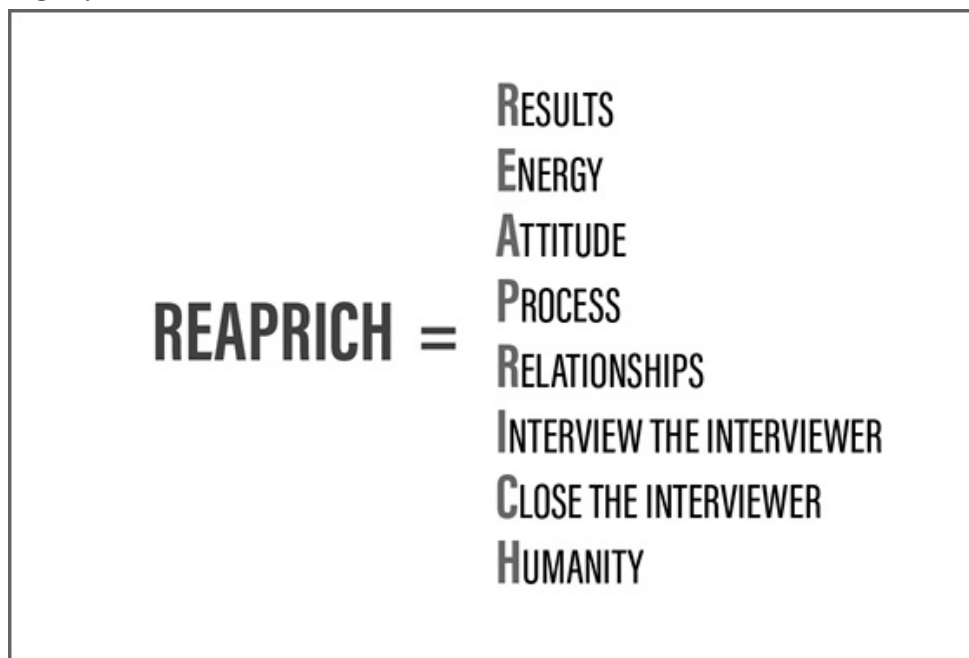 RESULTS
ENERGY
ATTITUDE
PROCESS
REAPRICH =
RELATIONSHIPS
INTERVIEW THE INTERVIEWER
CLOSE THE INTERVIEWER
HUMANITY